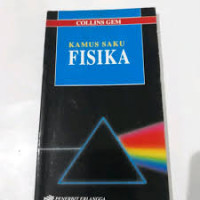 COLLINS GEM
KAMUS SAKU
FISIKA
PENERBIT ERLANGGA